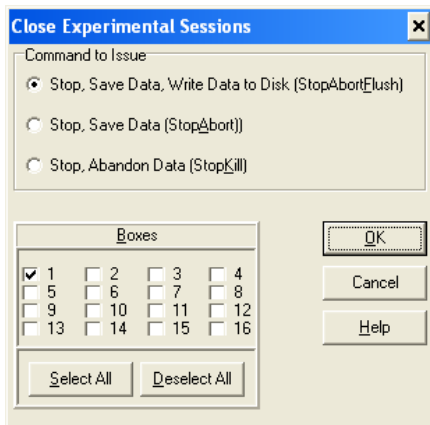 Close Experimental Sessions
Command to Issue
Stop, Save Data, Write Data to Disk (StopAbortFlush)
Stop, Save Data (StopAbort))
Stop, Abandon Data (StopKill)
Boxes
1 2 3 4
5 6 7 8
9 10 11 12
13 14 15 16
Select All Deselect All
OK
Cancel
Help